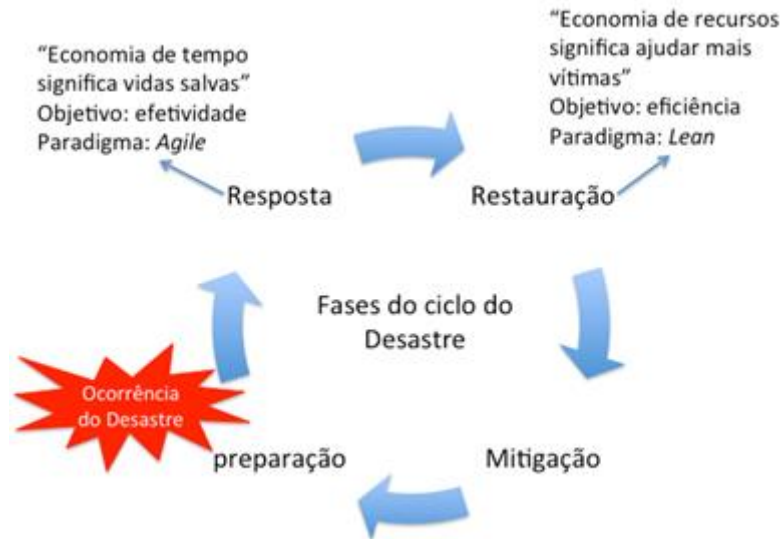 “Economia de tempo
significa vidas salvas”
Objetivo: efetividade
Paradigma: Agile
“Economia de recursos
significa ajudar mais
vítimas”
Objetivo: eficiência
Paradigma: Lean
Resposta
Restauração
Fases do ciclo do
Desastre
Ocorrência
do Desastre
preparação
Mitigação